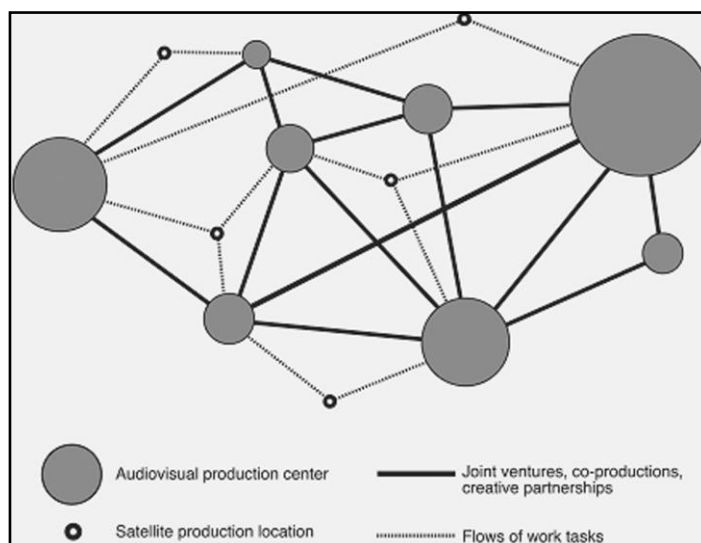 Audiovisual production center
Joint ventures, co-productions,
creative partnerships
Satellite production location
Flows of work tasks